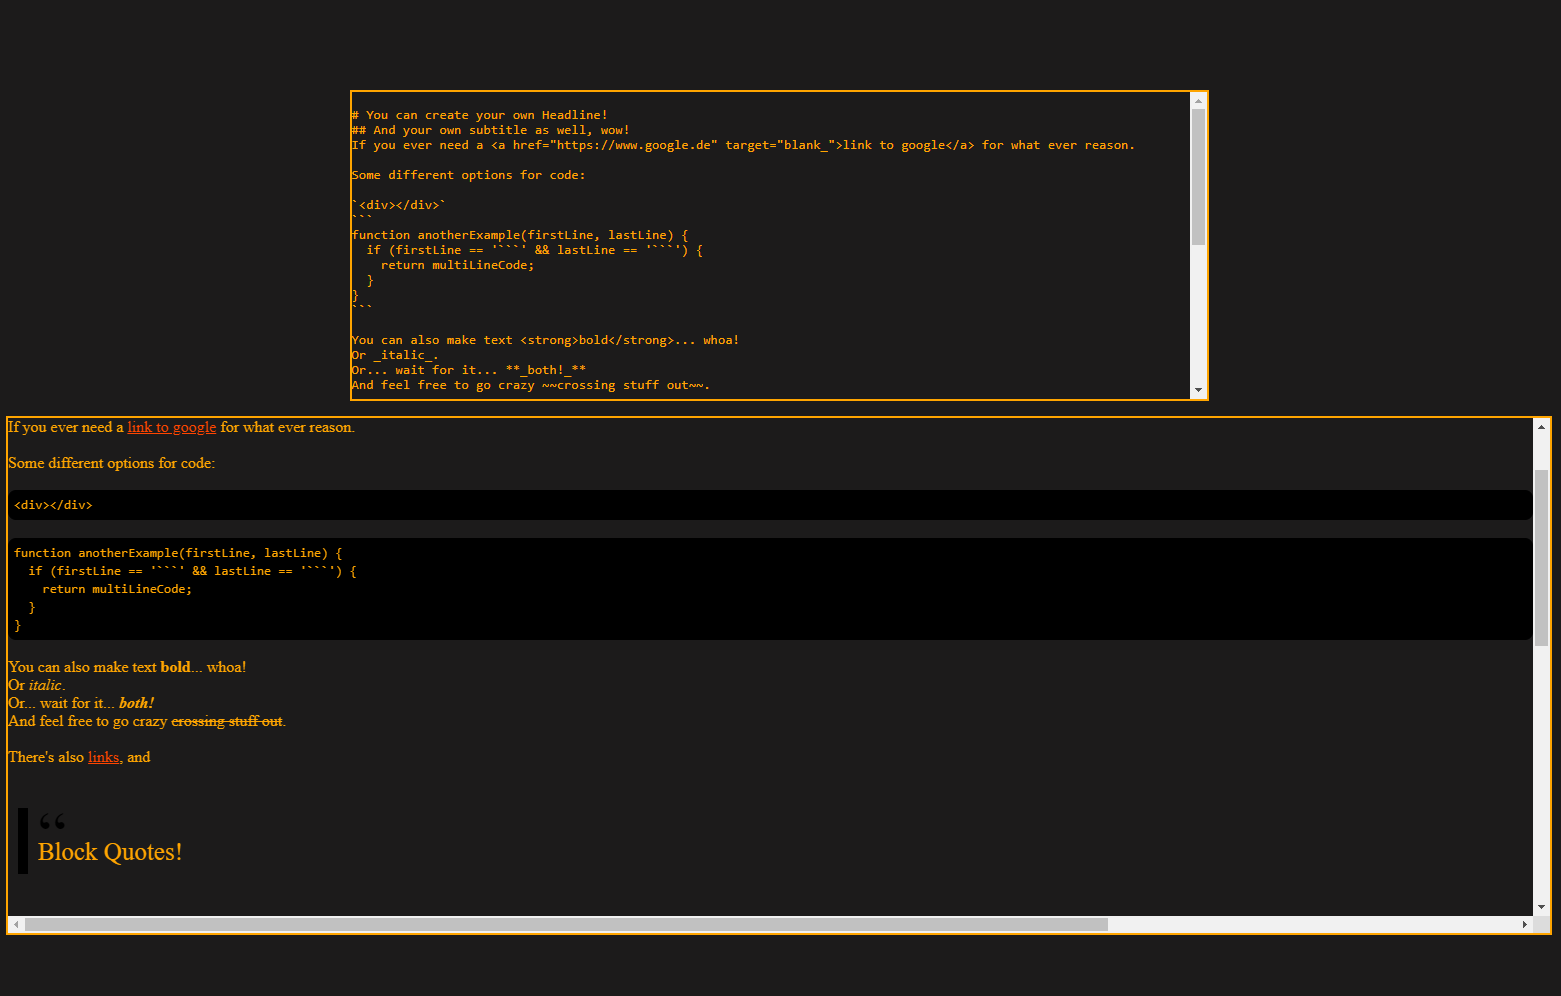 # You can create your own Headline!
## And your own subtitle as well, wow!
If you ever need a <a href="https://www.google.de" target="blank_">link to google</a> for what ever reason.
Some different options for code:
`<div></div>`
```
function anotherExample(firstLine, lastLine) {
  if (firstLine == '```' && lastLine == '```') {
    return multiLineCode;
  }
}
```
You can also make text <strong>bold</strong>... whoa!
Or _italic_.
Or... wait for it... **_both!_**
And feel free to go crazy ~~crossing stuff out~~.
If you ever need a link to google for what ever reason.
Some different options for code:
<div></div>
function anotherExample(firstLine, lastLine) {
  if (firstLine == '```' && lastLine == '```') {
    return multiLineCode;
  }
}
You can also make text bold... whoa!
Or italic.
Or... wait for it... both!
And feel free to go crazy crossing stuff out.
There's also links, and
“
Block Quotes!